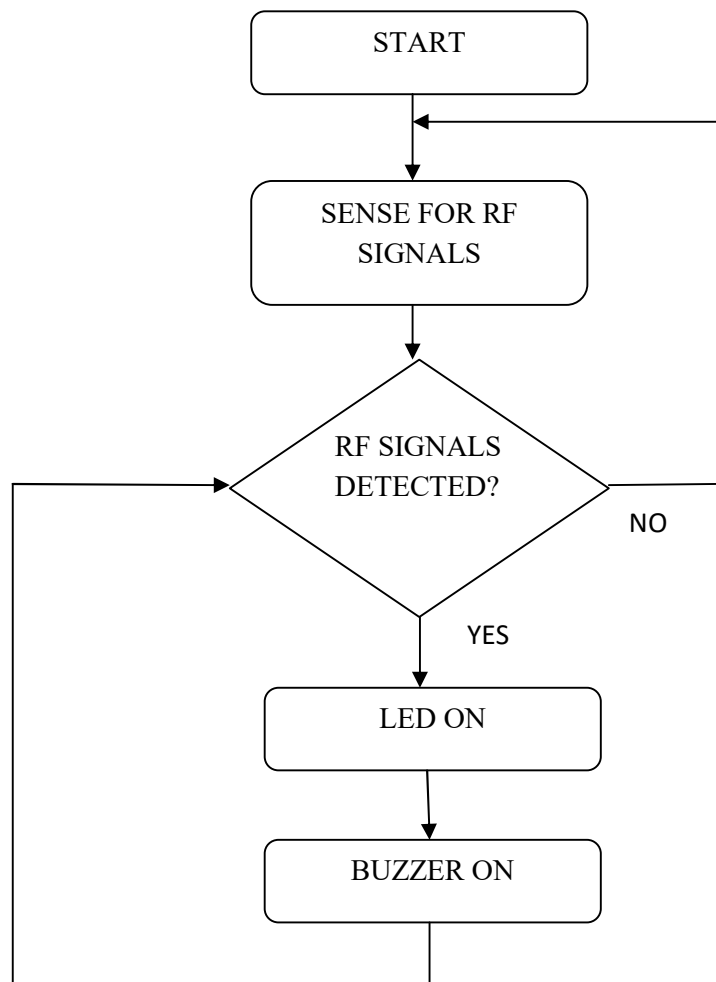 START
SENSE FOR RF
SIGNALS
RF SIGNALS
DETECTED?
NO
YES
LED ON
BUZZER ON